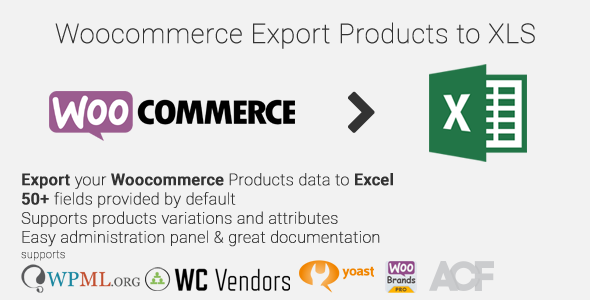 Woocommerce Export Products to XLS
WOO COMMERCE
X
Export your Woocommerce Products data to Excel
50+ fields provided by default
Supports products variations and attributes
Easy administration panel & great documentation
supports
WPML.ORG WC Vendors yoast WOO Brands PRO ACF